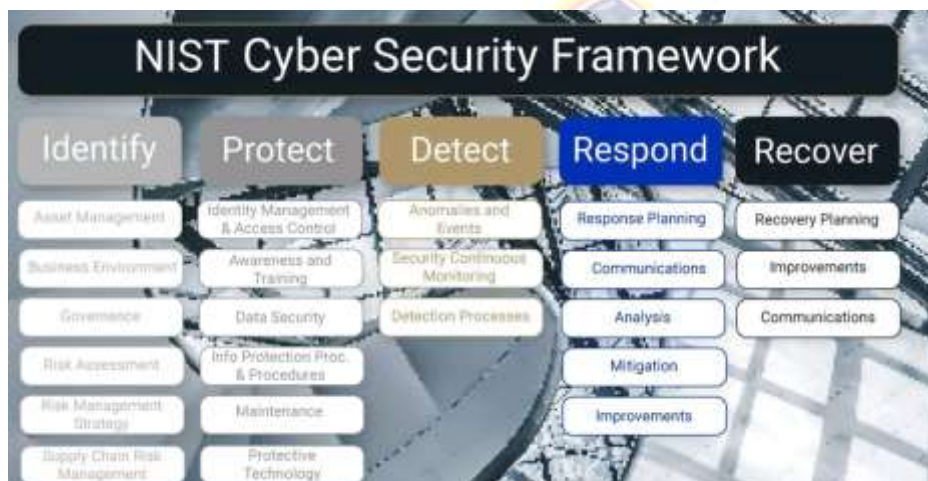 NIST Cyber Security Framework
Identify
Asset Management
Business Environment
Governance
Risk Assessment
Risk Management
Strategy
Supply Chain Risk
Management
Protect
Identity Management
& Access Control
Awareness and
Training
Data Security
Info Protection Proc.
& Procedures
Maintenance
Protective
Technology
Detect
Anomalies and
Events
Security Continuous
Monitoring
Detection Processes
Respond
Response Planning
Communications
Analysis
Mitigation
Improvements
Recover
Recovery Planning
Improvements
Communications